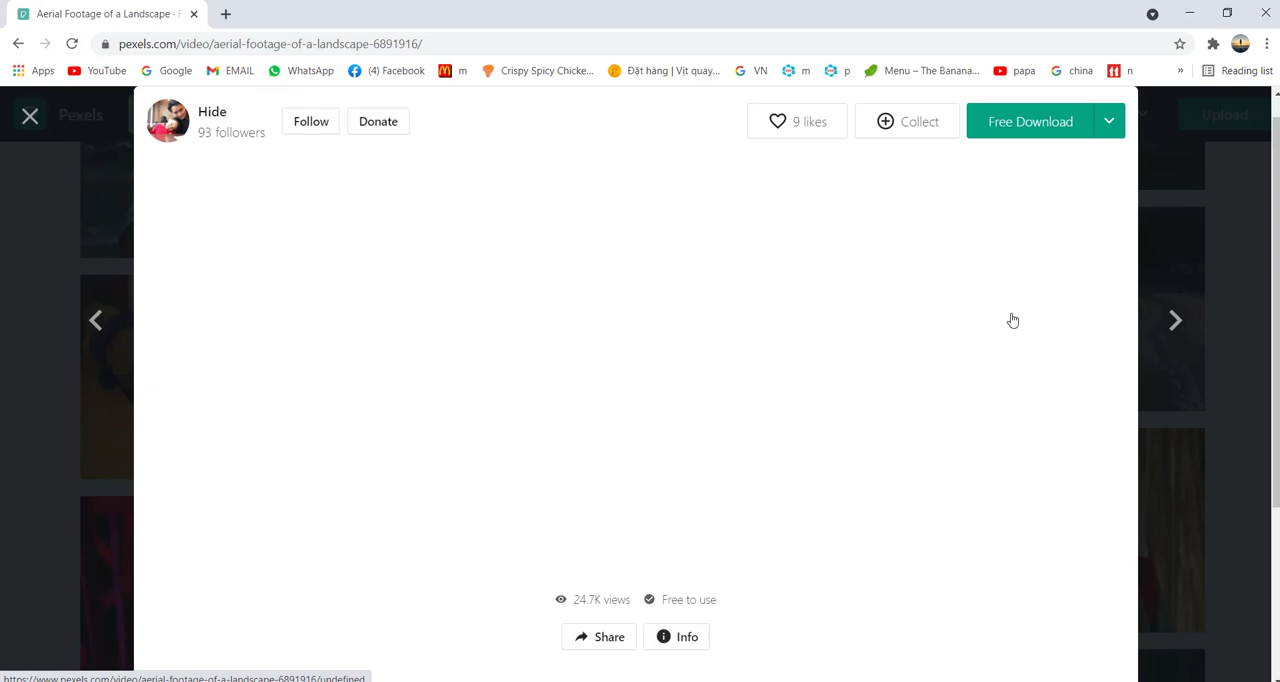 Aerial Footage of a Landscape · F
pexels.com/video/aerial-footage-of-a-landscape-6891916/
Apps YouTube Google EMAIL WhatsApp (4) Facebook m Crispy Spicy Chicke... Đặt hàng | Vịt quay... VN m p Menu – The Banana... papa china n » Reading list
Pexels
Upload
Hide
93 followers
Follow Donate
9 likes Collect Free Download
24.7K views Free to use
Share Info
https://www.pexels.com/video/aerial-footage-of-a-landscape-6891916/undefined